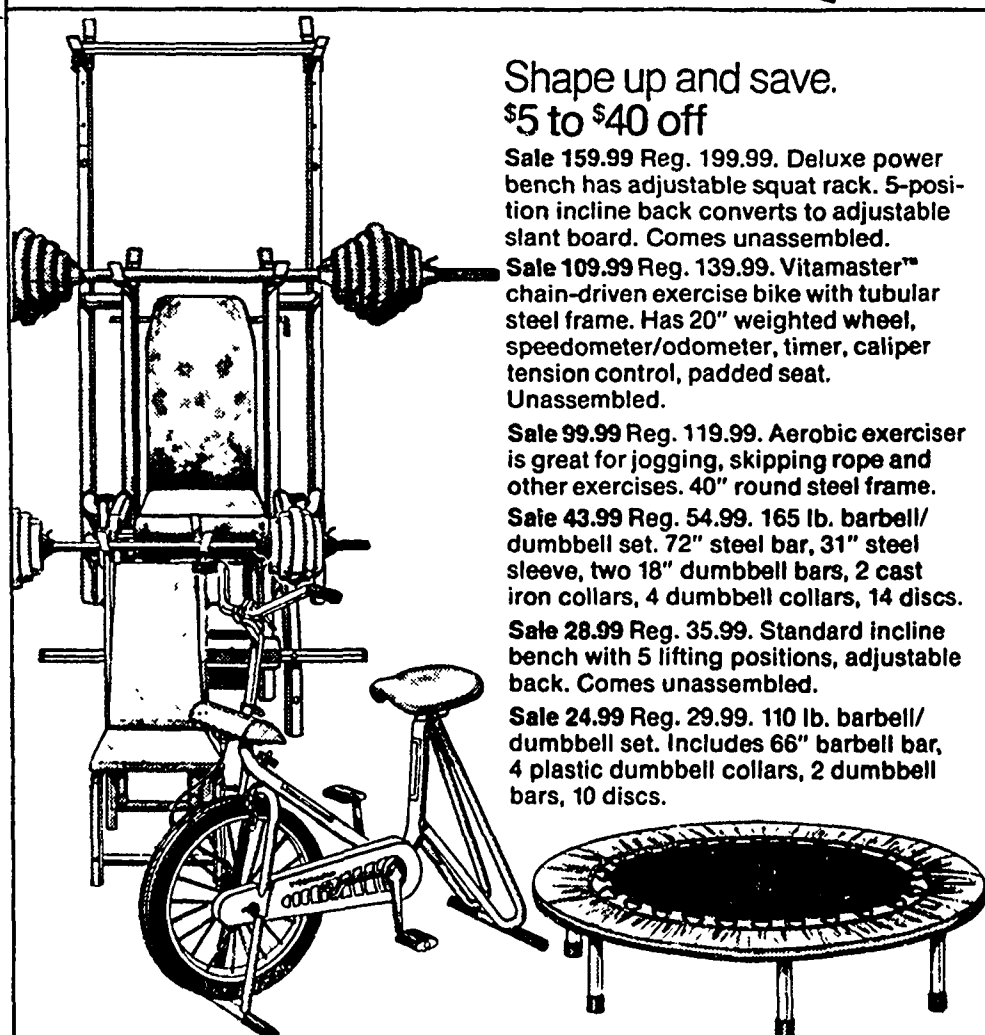 Shape up and save.
$5 to $40 off
Sale 159.99 Reg. 199.99. Deluxe power
bench has adjustable squat rack. 5-posi-
tion incline back converts to adjustable
slant board. Comes unassembled.
Sale 109.99 Reg. 139.99. Vitamaster™
chain-driven exercise bike with tubular
steel frame. Has 20" weighted wheel,
speedometer/odometer, timer, caliper
tension control, padded seat.
Unassembled.
Sale 99.99 Reg. 119.99. Aerobic exerciser
is great for jogging, skipping rope and
other exercises. 40" round steel frame.
Sale 43.99 Reg. 54.99. 165 lb. barbell/
dumbbell set. 72" steel bar, 31" steel
sleeve, two 18" dumbbell bars, 2 cast
iron collars, 4 dumbbell collars, 14 discs.
Sale 28.99 Reg. 35.99. Standard incline
bench with 5 lifting positions, adjustable
back. Comes unassembled.
Sale 24.99 Reg. 29.99. 110 lb. barbell/
dumbbell set. Includes 66" barbell bar,
4 plastic dumbbell collars, 2 dumbbell
bars, 10 discs.